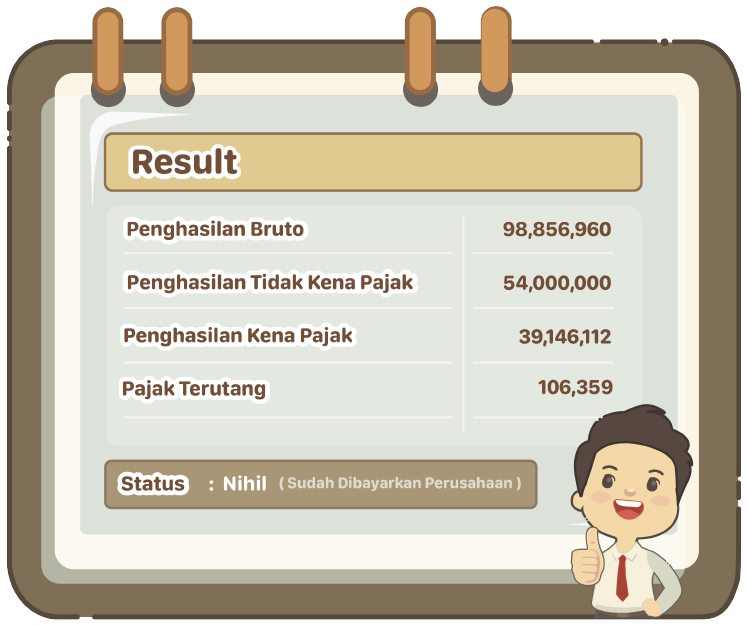 Result
Penghasilan Bruto 98,856,960
Penghasilan Tidak Kena Pajak 54,000,000
Penghasilan Kena Pajak 39,146,112
Pajak Terutang 106,359
Status : Nihil ( Sudah Dibayarkan Perusahaan )